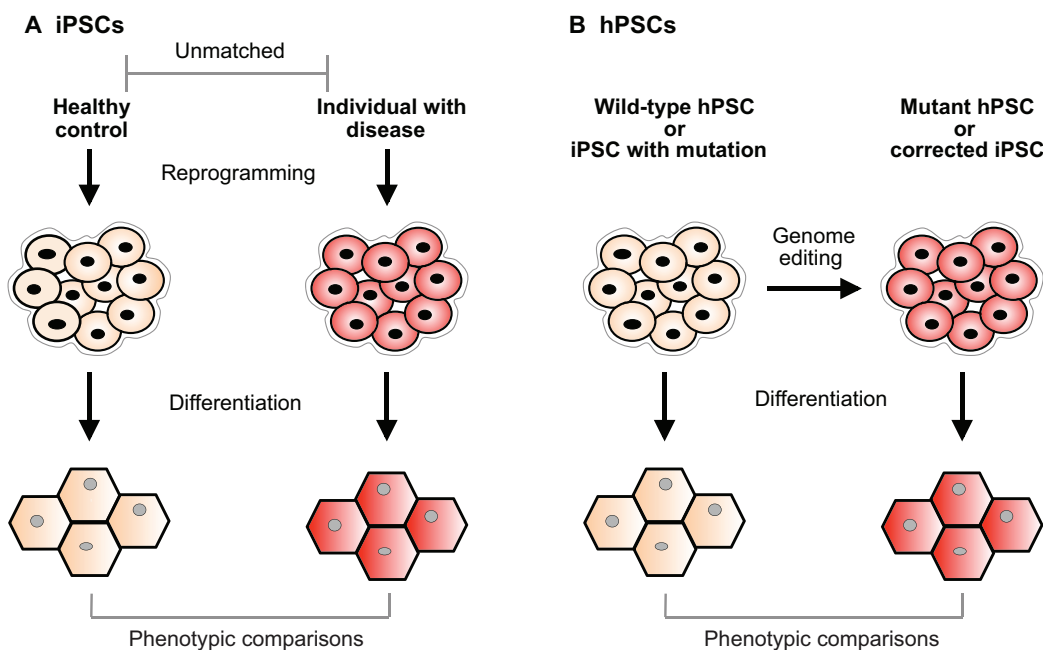 A iPSCs
Unmatched
Healthy
control
Individual with
disease
Reprogramming
Differentiation
Phenotypic comparisons
B hPSCs
Wild-type hPSC
or
iPSC with mutation
Mutant hPSC
or
corrected iPSC
Genome
editing
Differentiation
Phenotypic comparisons